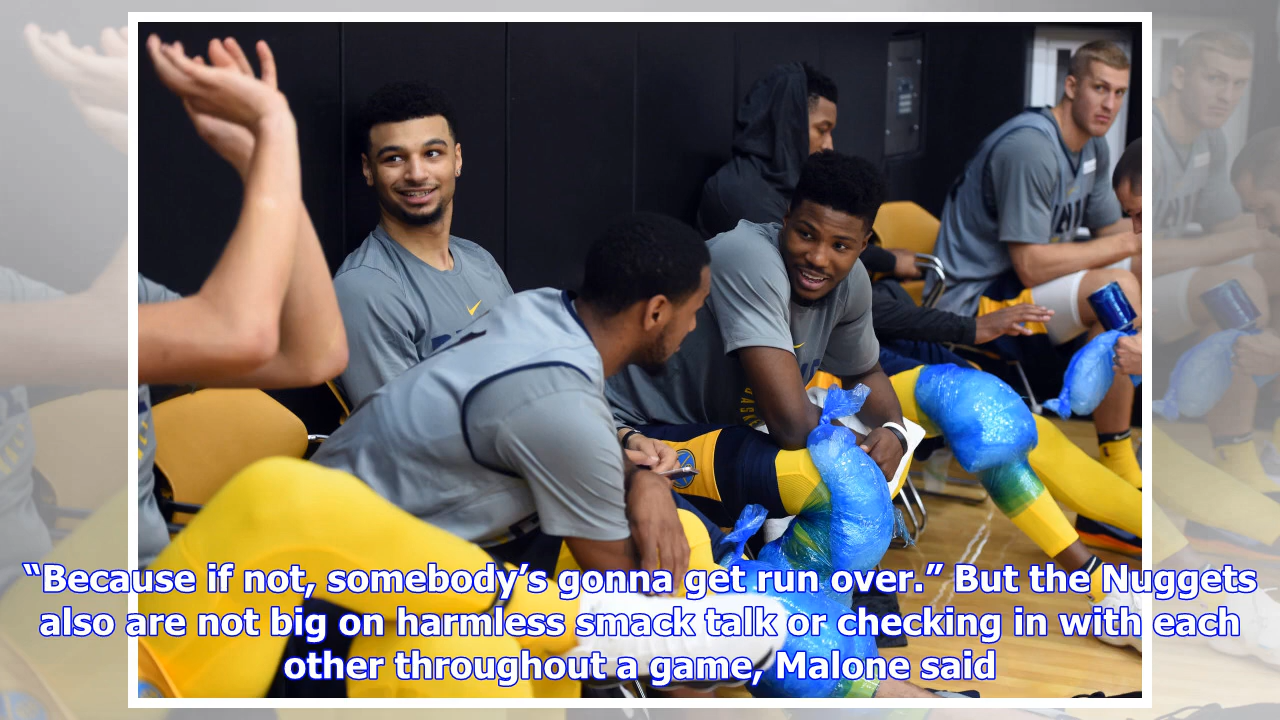 “Because if not, somebody’s gonna get run over.” But the Nuggets
also are not big on harmless smack talk or checking in with each
other throughout a game, Malone said